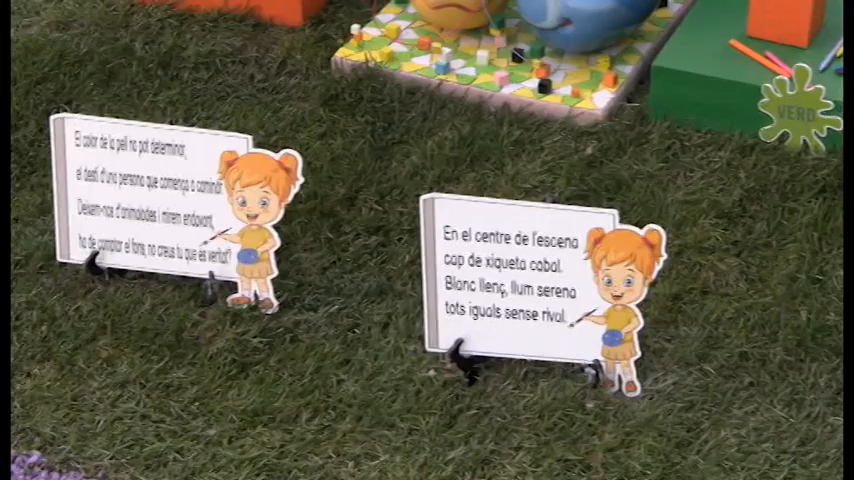 El color de la pell no pot determinar,
el destí d'una persona que comença a caminar.
Deixem-nos d'animalades i mirem endavant,
ha de comptar el fons, no creus tu que és veritat?
En el centre de l'escena
cap de xiqueta cabal.
Blanc llenç, llum serena
tots iguals sense rival.
VERD